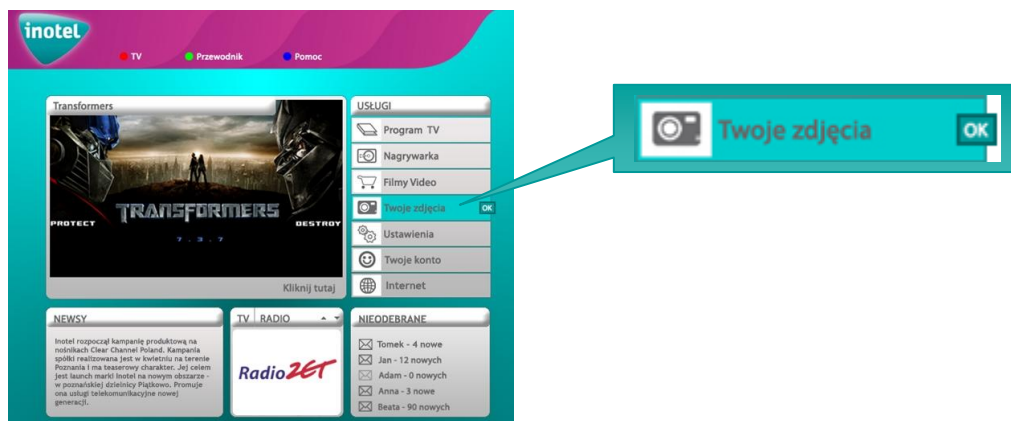 inotel
TV
Przewodnik
Pomoc
Transformers
PROTECT
TRANSFORMERS
DESTROY
7.3.7
Kliknij tutaj
USŁUGI
Program TV
Nagrywarka
Filmy Video
Twoje zdjęcia
OK
Ustawienia
Twoje konto
Internet
Twoje zdjęcia
OK
NEWSY
Inotel rozpoczął kampanię produktową na
nośnikach Clear Channel Poland. Kampania
spółki realizowana jest w kwietniu na terenie
Poznania i ma teaserowy charakter. Jej celem
jest launch marki Inotel na nowym obszarze -
w poznańskiej dzielnicy Piątkowo. Promuje
ona usługi telekomunikacyjne nowej
generacji.
TV RADIO
Radio ZET
NIEODEBRANE
Tomek - 4 nowe
Jan - 12 nowych
Adam - 0 nowych
Anna - 3 nowe
Beata - 90 nowych